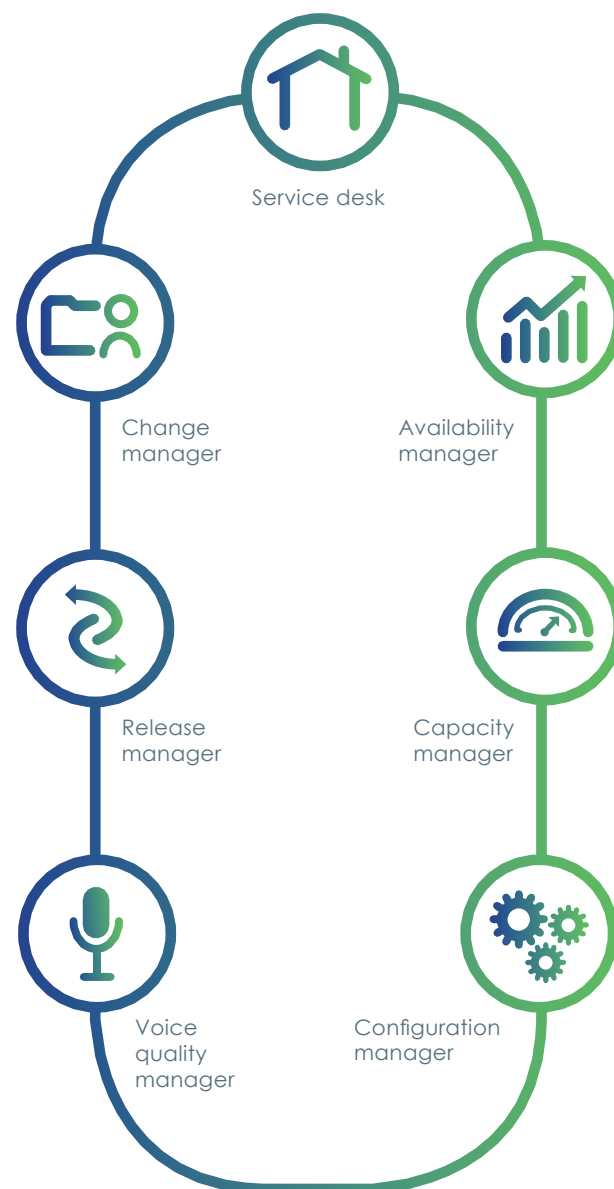 Service desk
Change
manager
Availability
manager
Release
manager
Capacity
manager
Voice
quality
manager
Configuration
manager